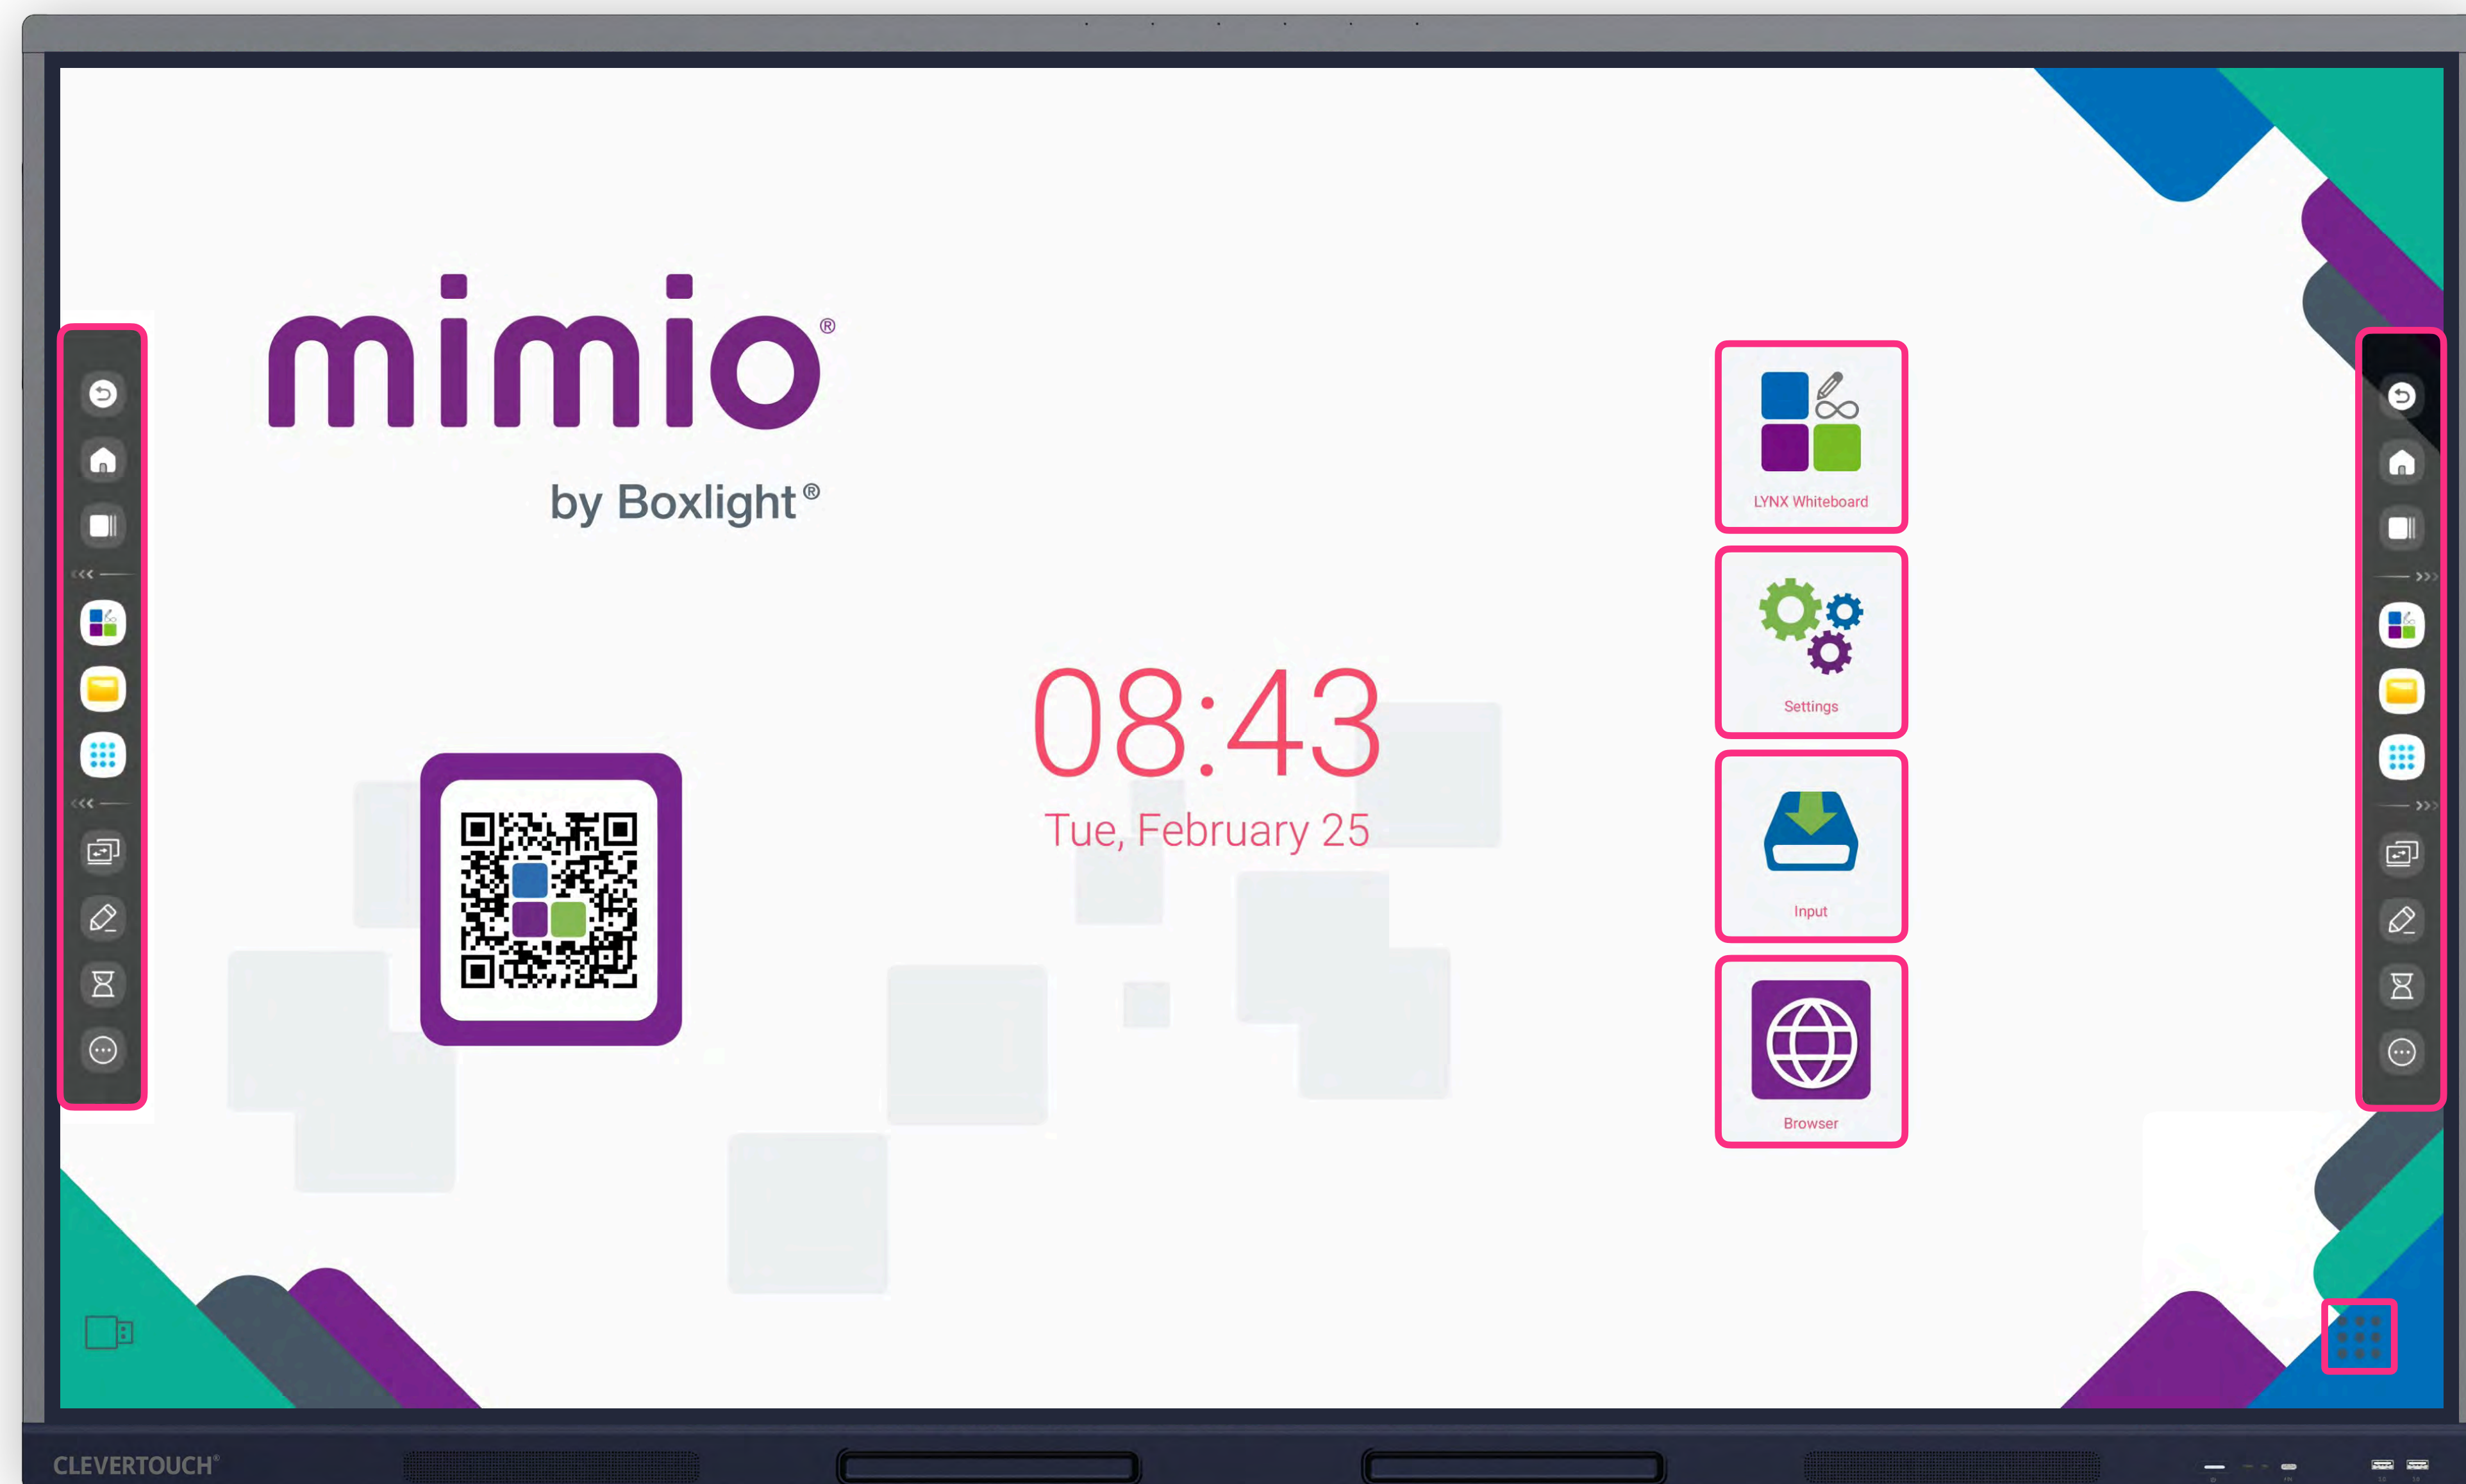 mimio®
by Boxlight®
08:43
Tue, February 25
LYNX Whiteboard
Settings
Input
Browser
CLEVERTOUCH®